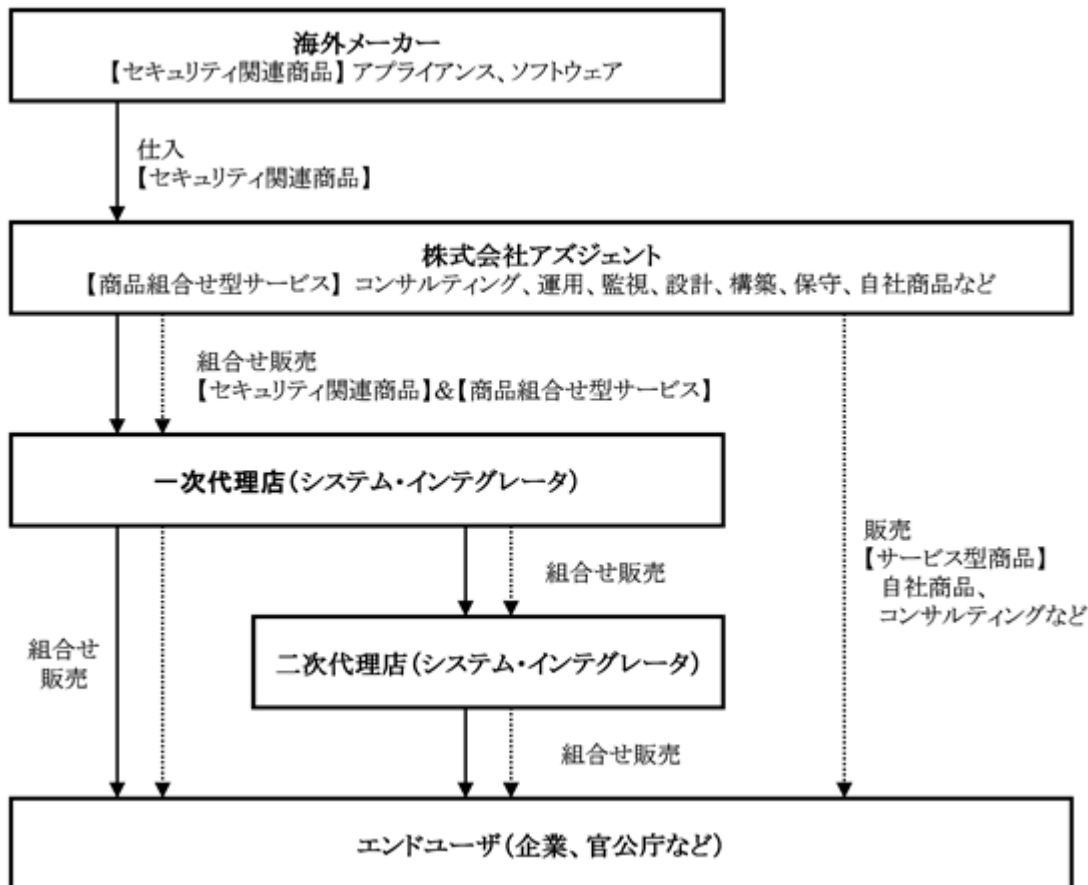 海外メーカー
【セキュリティ関連商品】アプライアンス、ソフトウェア
仕入
【セキュリティ関連商品】
株式会社アズジェント
【商品組合せ型サービス】 コンサルティング、運用、監視、設計、構築、保守、自社商品など
組合せ販売
【セキュリティ関連商品】&【商品組合せ型サービス】
一次代理店(システム・インテグレータ)
組合せ販売
販売
【サービス型商品】
自社商品、
コンサルティングなど
組合せ
販売
二次代理店(システム・インテグレータ)
組合せ販売
エンドユーザ(企業、官公庁など)